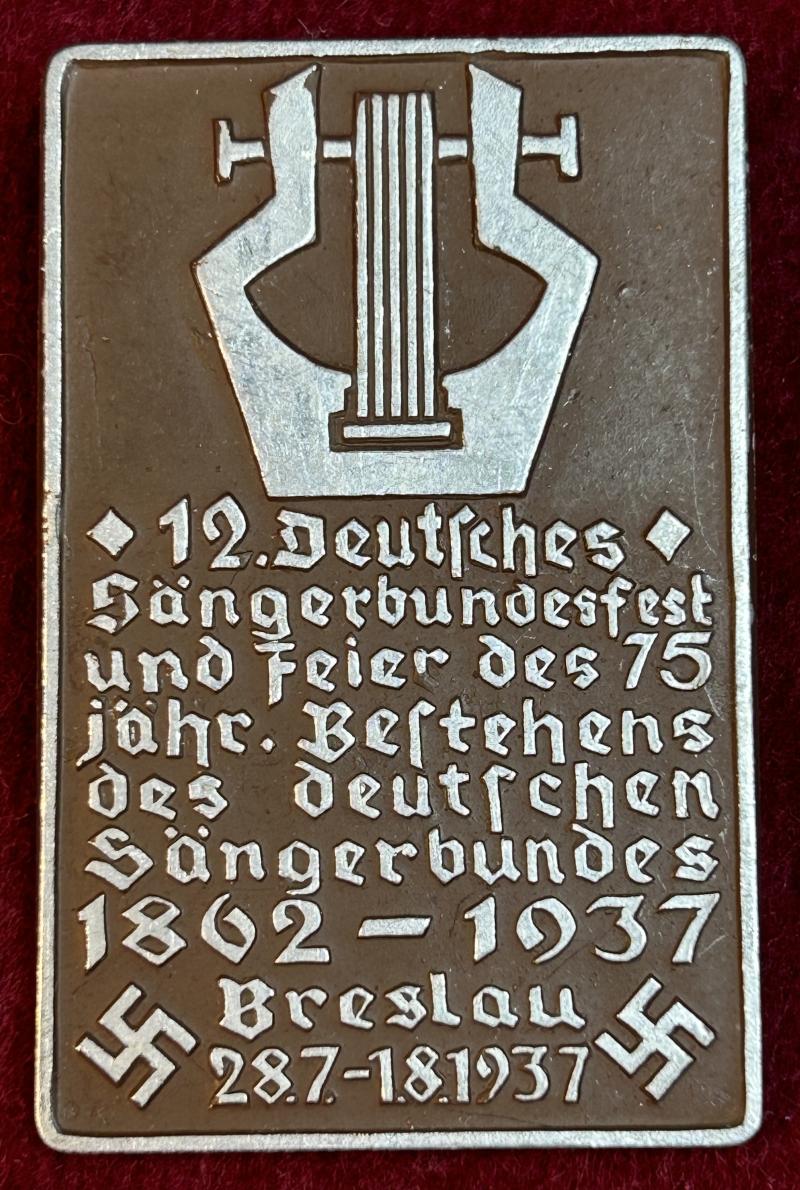 12. Deutſches
Sängerbundesfest
und Feier des 75
jähr. Beſtehens
des deutſchen
Sängerbundes
1862 – 1937
Breslau
28.7.-1.8.1937